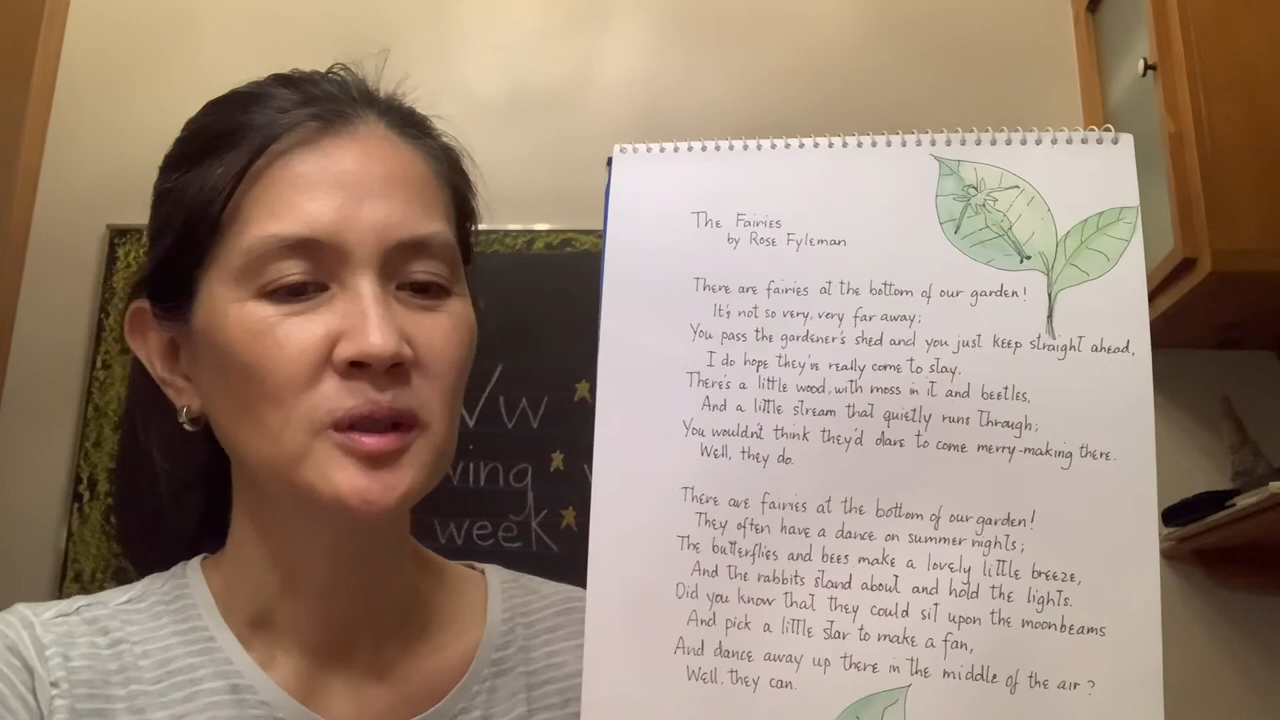 The Fairies
by Rose Fyleman
There are fairies at the bottom of our garden!
It's not so very, very far away;
You pass the gardener's shed and you just keep straight ahead,
I do hope they've really come to stay.
There's a little wood, with moss in it and beetles,
And a little stream that quietly runs through;
You wouldn't think they'd dare to come merry-making there.
Well, they do.
There are fairies at the bottom of our garden!
They often have a dance on summer nights;
The butterflies and bees make a lovely little breeze,
And the rabbits stand about and hold the lights.
Did you know that they could sit upon the moonbeams
And pick a little star to make a fan,
And dance away up there in the middle of the air?
Well, they can.
Vw
wing
week